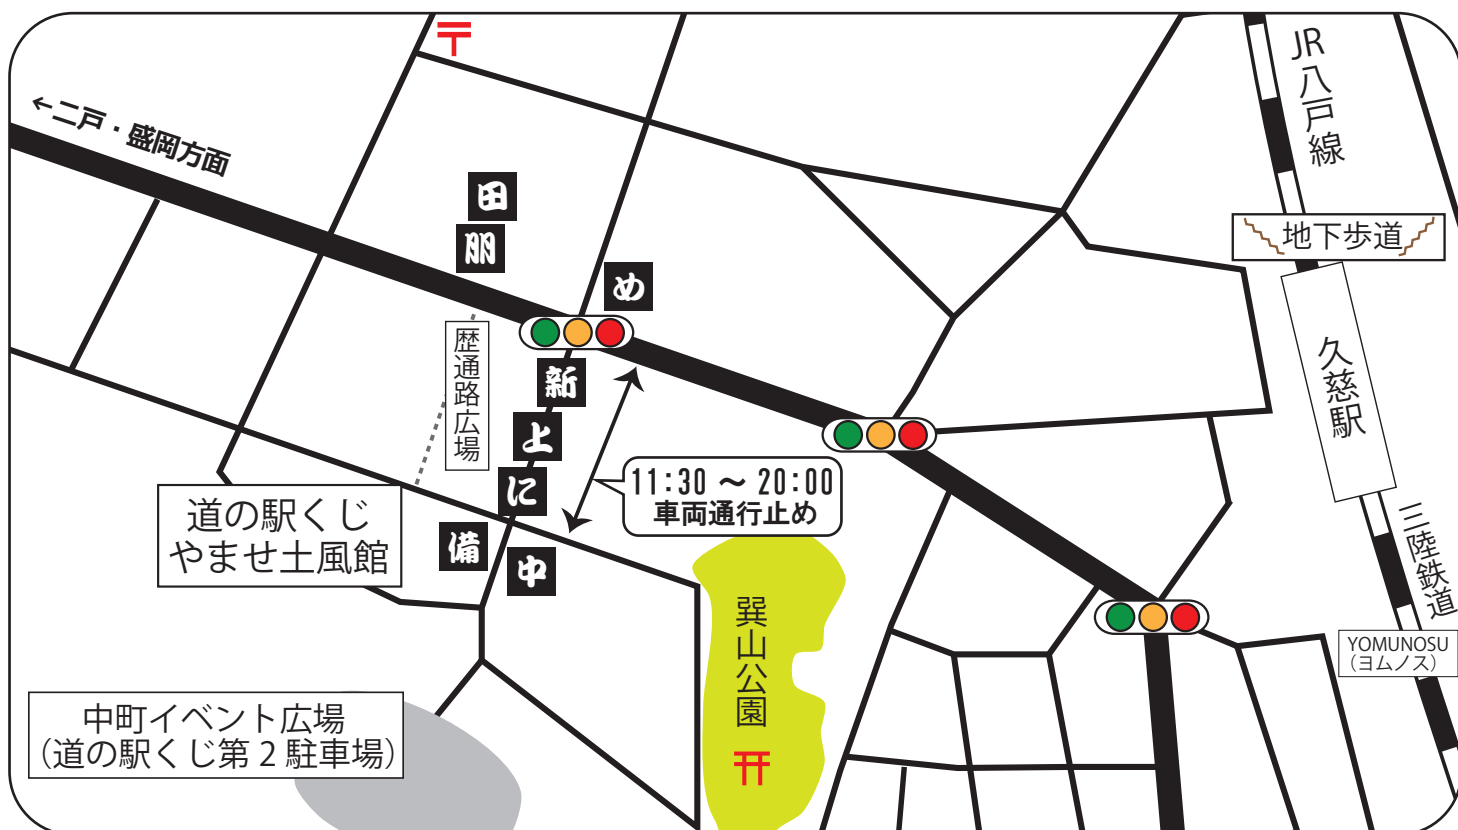 〒
JR八戸線
←二戸・盛岡方面
田
朋
め
地下歩道
歴通路広場
新
上
に
久慈駅
11:30 ～ 20:00
車両通行止め
道の駅くじ
やませ土風館
備
中
三陸鉄道
巽山公園
YOMUNOSU
（ヨムノス）
中町イベント広場
（道の駅くじ第2駐車場）